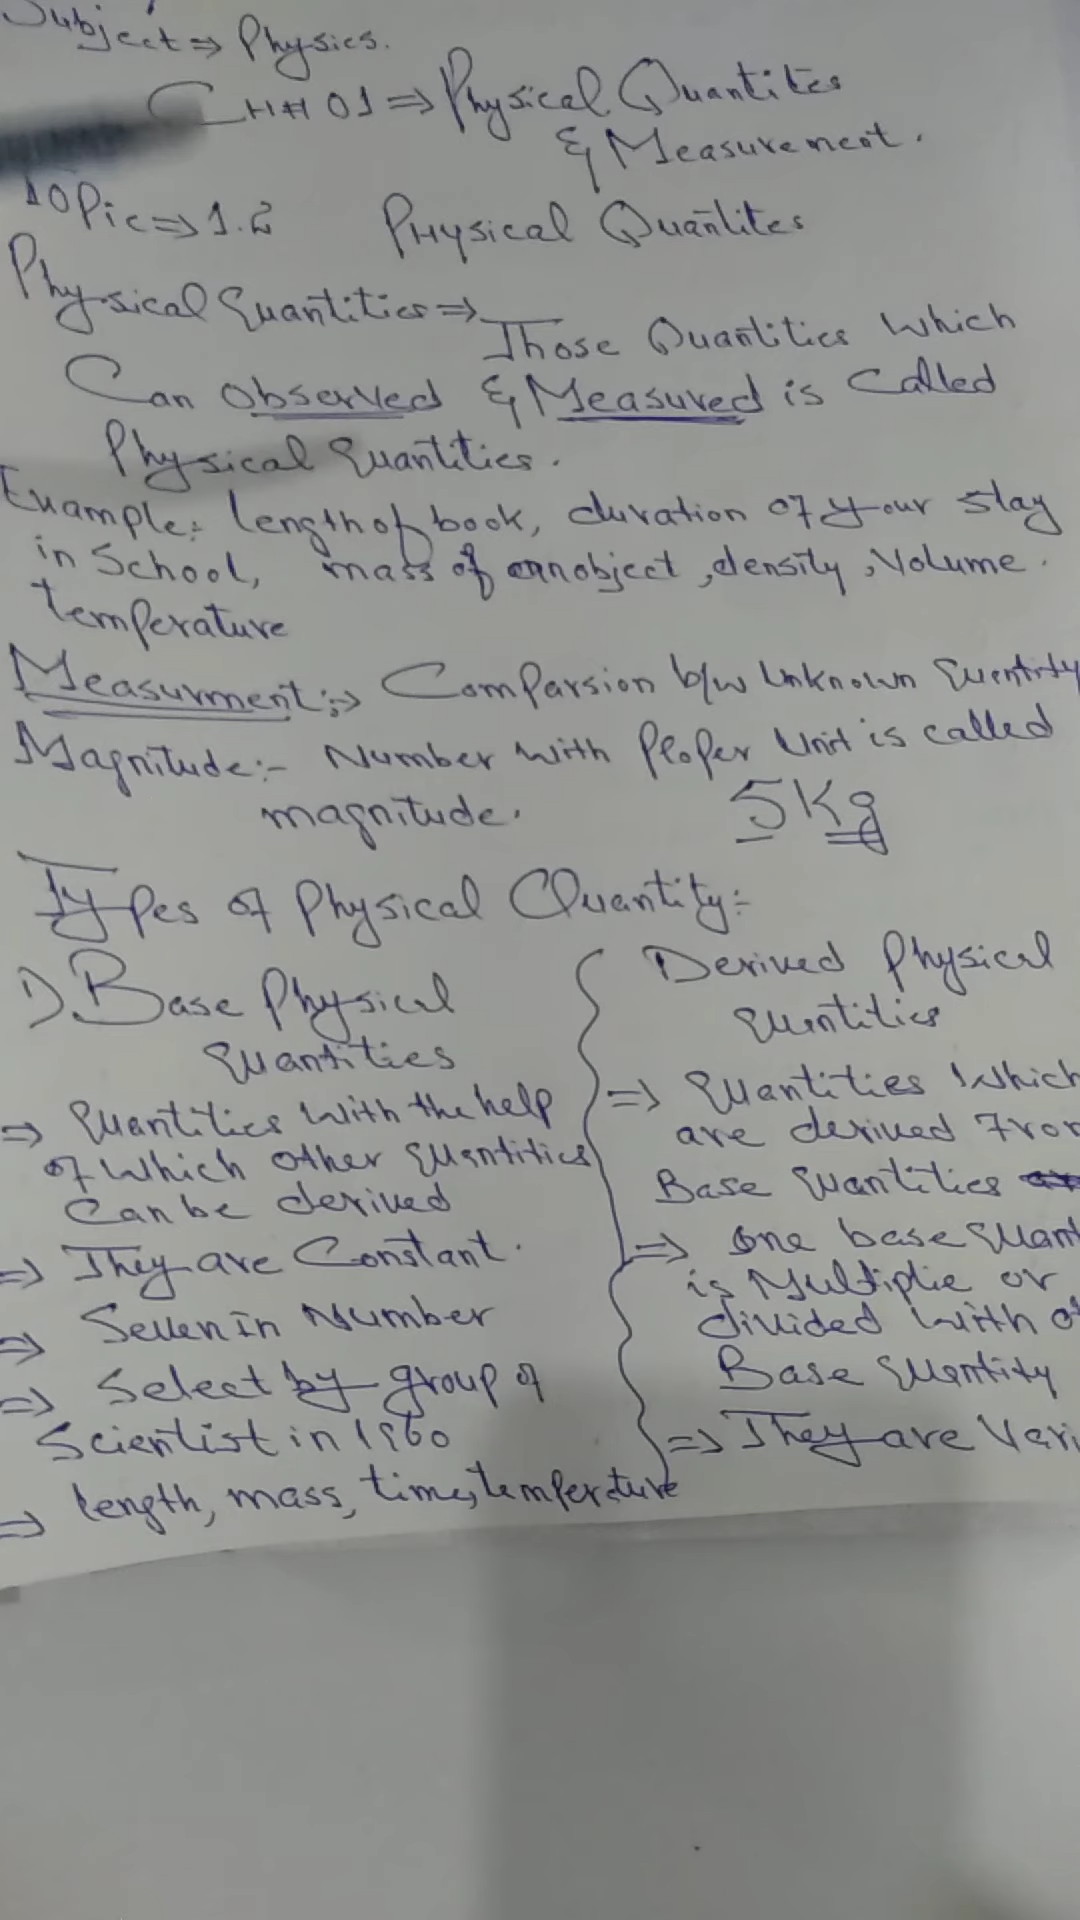 Subject ⇒ Physics.
CH # 01 ⇒ Physical Quantites
& Measurement.
Topic ⇒ 1.2 Physical Quantites
Physical Quantities ⇒
Those Quantities Which
Can Observed & Measured is Called
Physical Quantities.
Example: length of book, duration of your stay
in School, mass of an object, density, Volume.
temperature
Measurment:⇒ Comparsion b/w Unknown Quentity
Magnitude:- Number with Proper Unit is called
magnitude. 5 Kg
Types of Physical Quantity:-
1) Base Physical
Quantities
⇒ Quantities with the help
of Which other Quantities
Can be derived
⇒ They are Constant.
⇒ Seven in Number
⇒ Select by group of
Scientist in 1960
⇒ length, mass, time, temperature
Derived Physical
Quantities
⇒ Quantities Which
are derived From
Base Quantities
⇒ One base Quant
is Multiplie or
divided with
Base Quantity
⇒ They are Vari